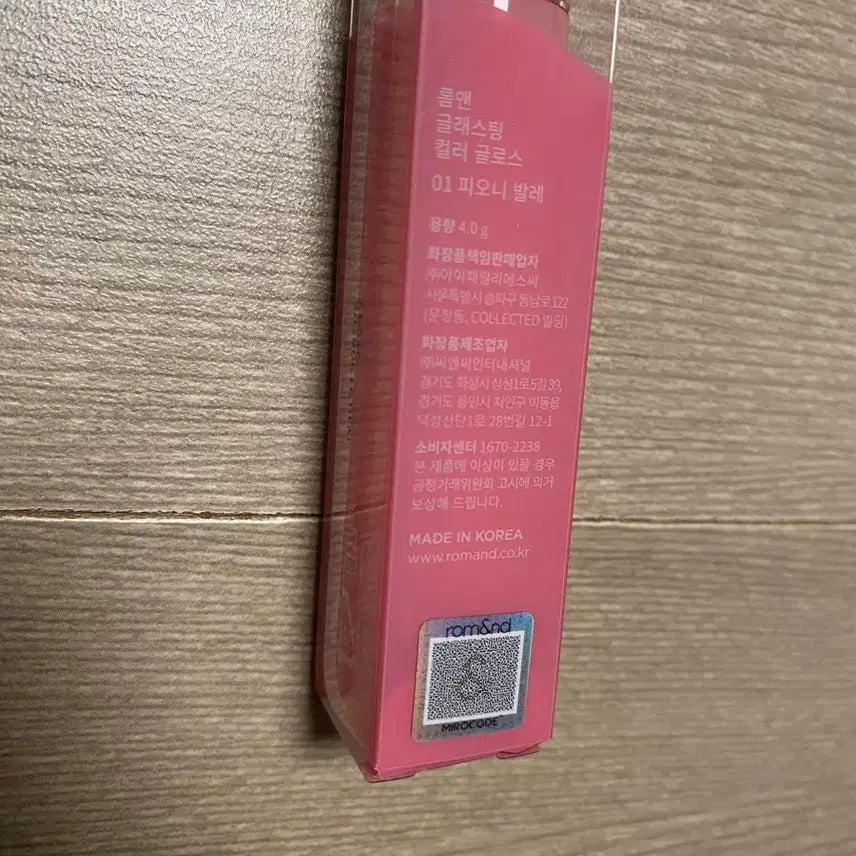 롬앤
글래스팅
컬러 글로스
01 피오니 발레
용량 4.0 g
화장품책임판매업자
㈜아이패밀리에스씨
서울특별시 송파구 동남로 122
(문정동, COLLECTED 빌딩)
화장품제조업자
㈜씨앤씨인터내셔널
경기도 화성시 삼성1로5길 39,
경기도 용인시 처인구 이동읍
덕성산단1로 28번길 12-1
소비자센터 1670-2238
본 제품에 이상이 있을 경우
공정거래위원회 고시에 의거
보상해 드립니다.
MADE IN KOREA
www.romand.co.kr
rom&nd
MIROCODE